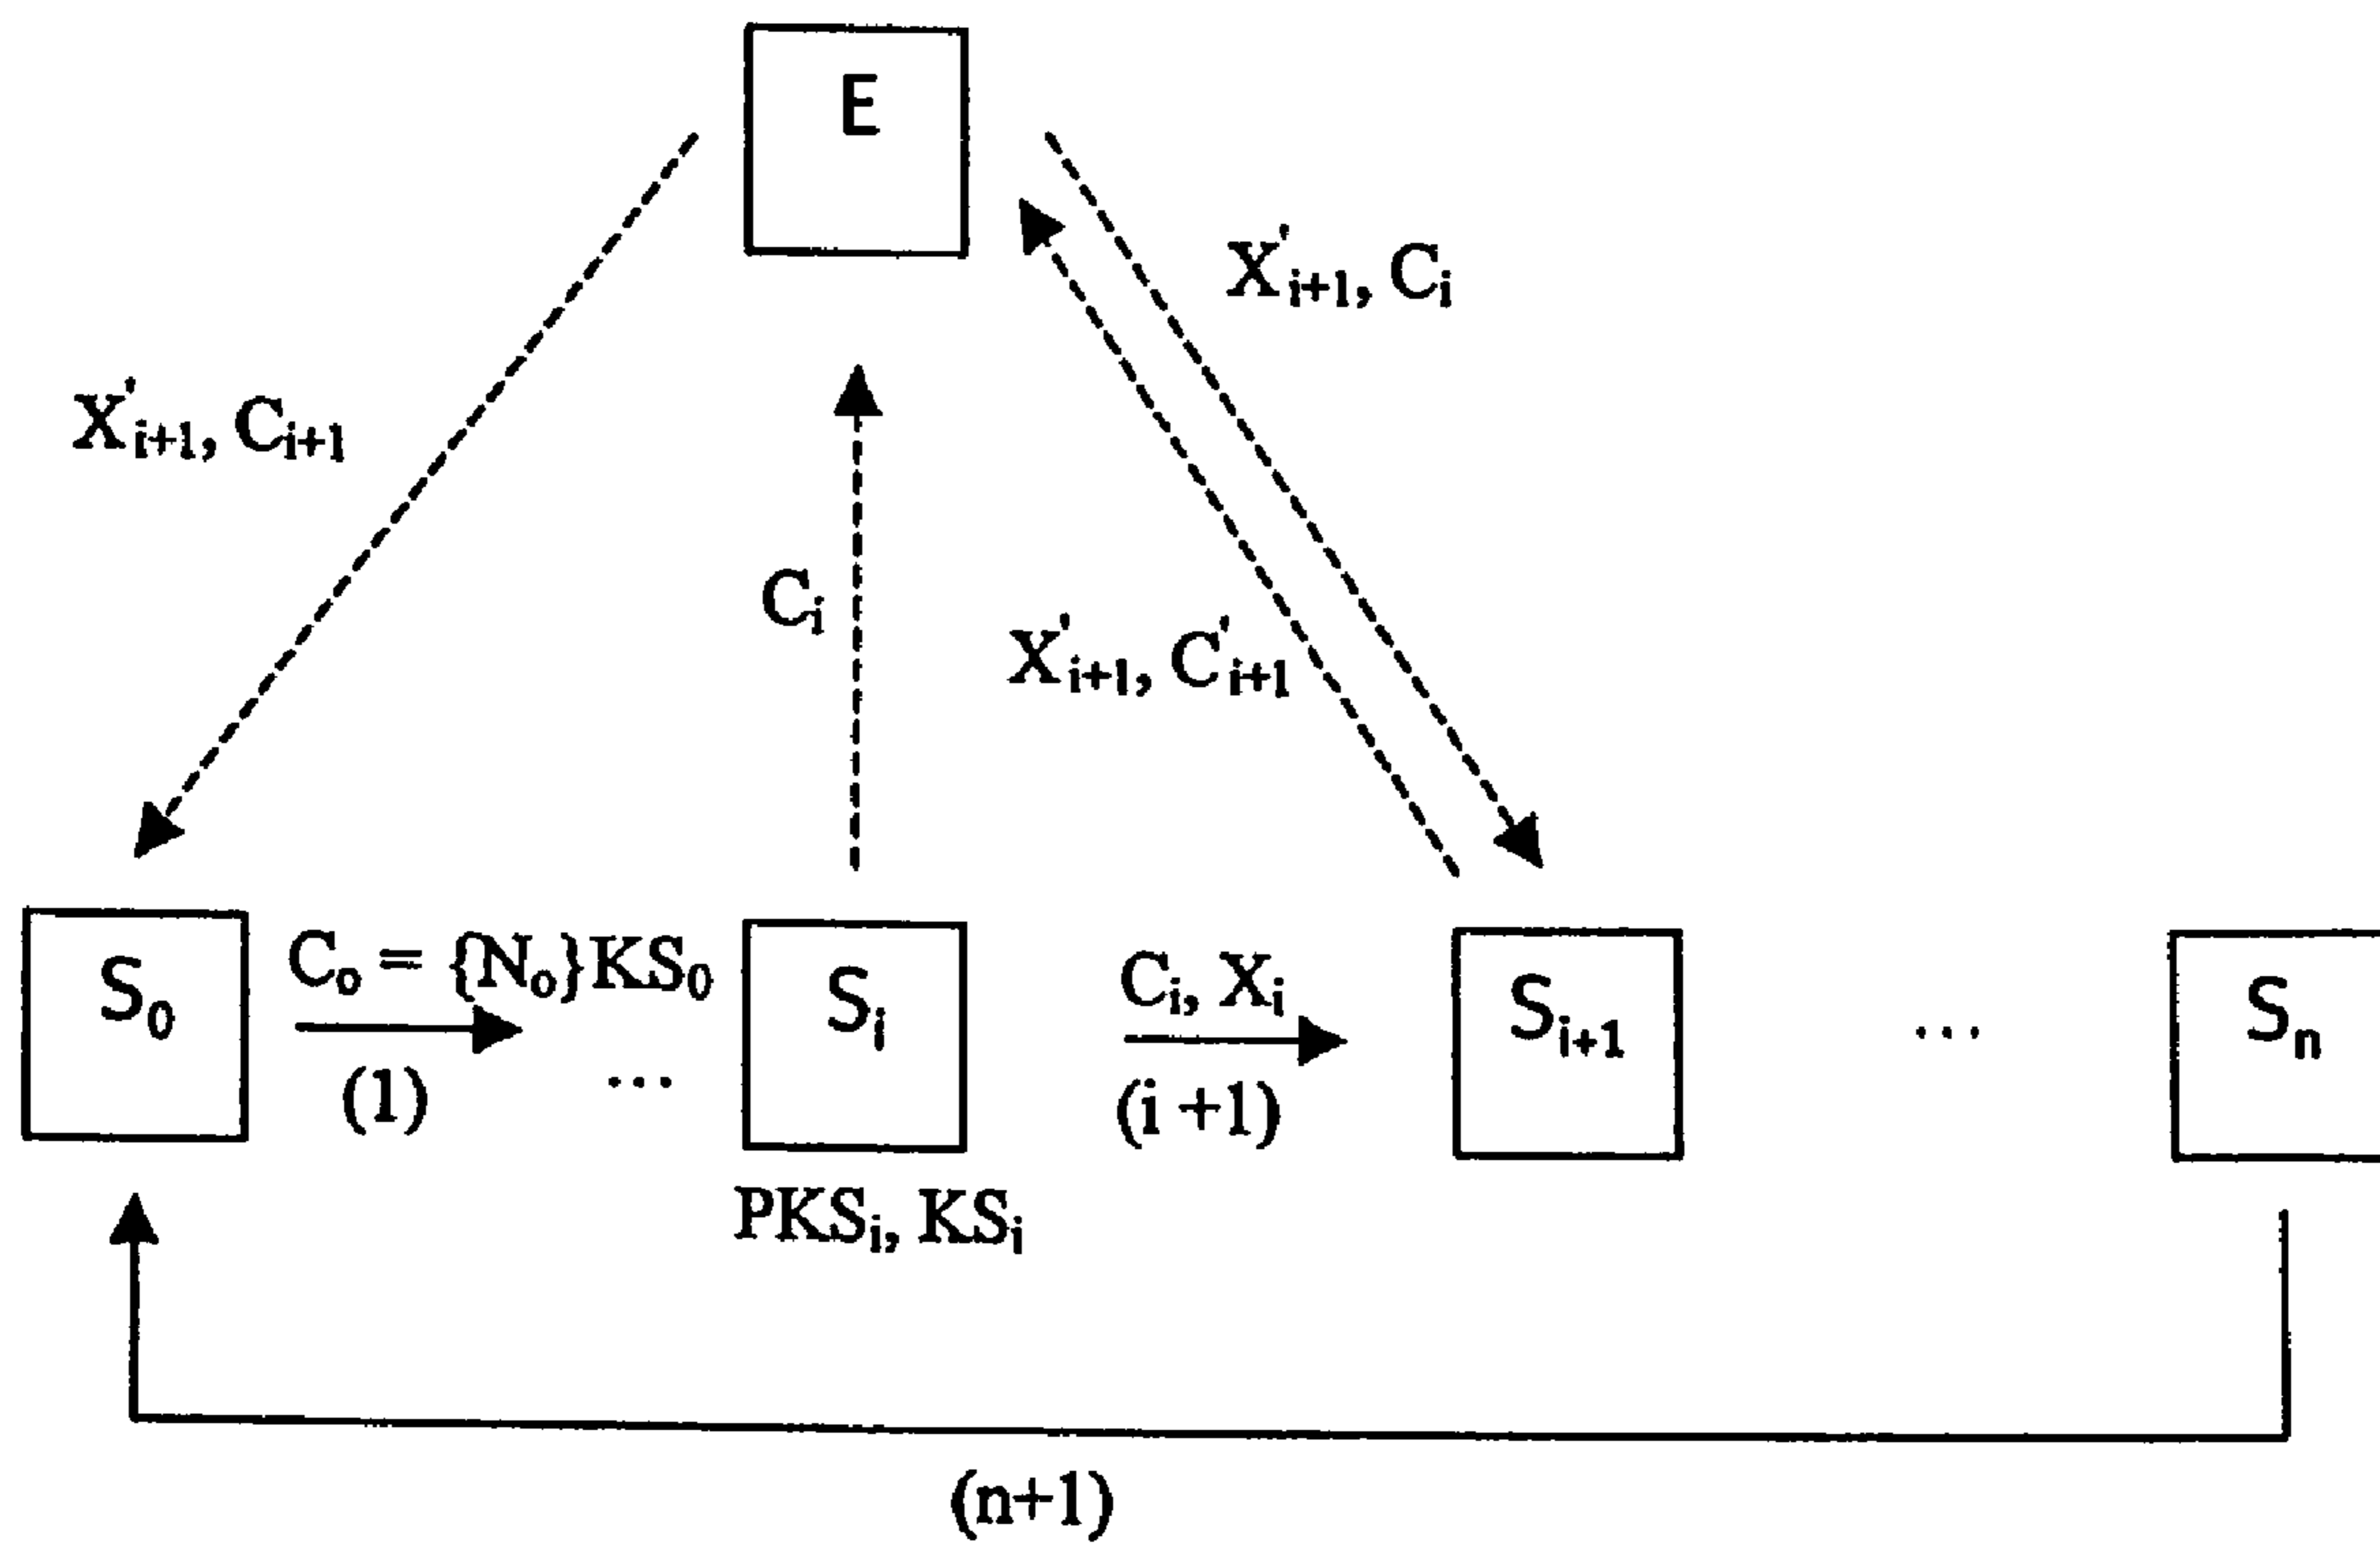 E
X'i+1, Ci
X'i+1, Ci+1
Ci
X'i+1, C'i+1
S0
C0 = {N0}KS0
(1)
...
Si
Ci, Xi
(i +1)
Si+1
...
Sn
PKSi, KSi
(n+1)